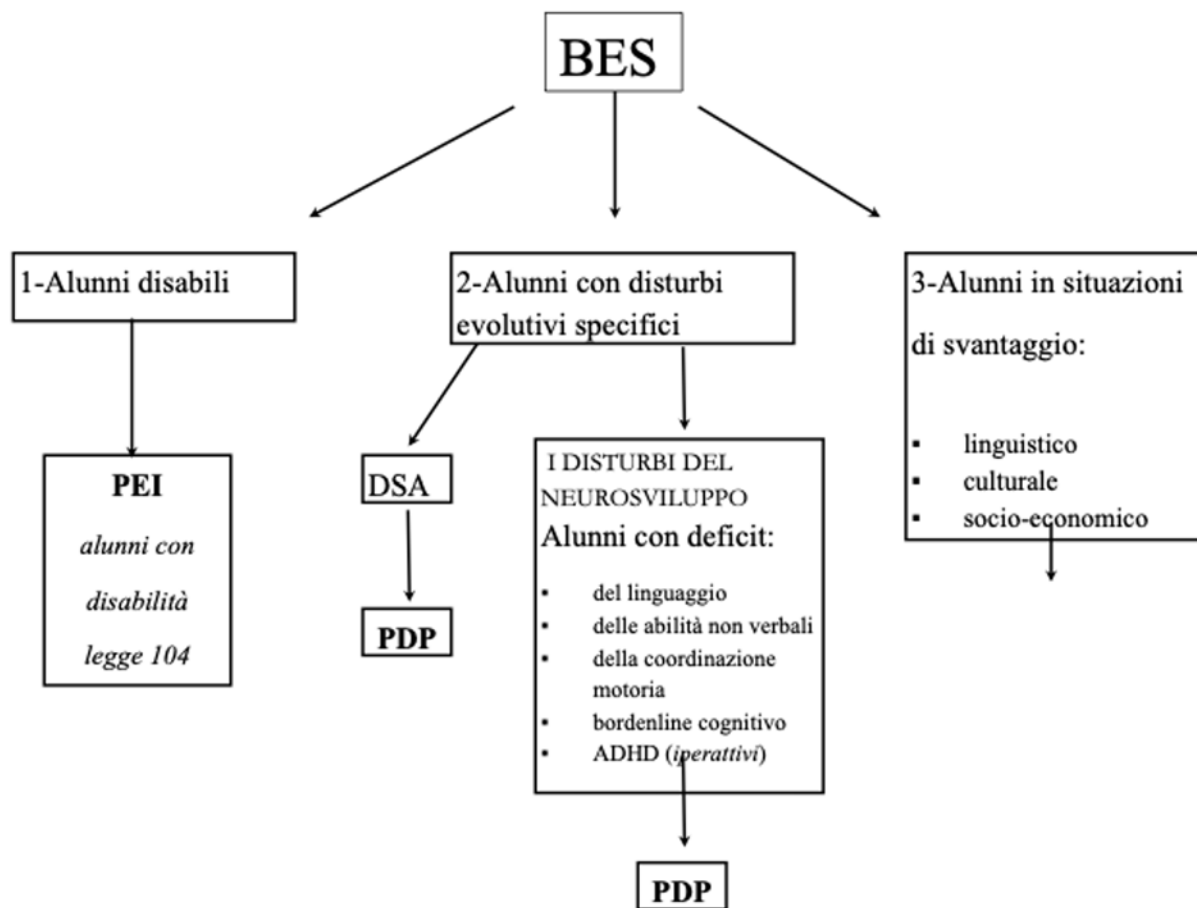 BES
1-Alunni disabili
PEI
alunni con
disabilità
legge 104
2-Alunni con disturbi
evolutivi specifici
DSA
PDP
I DISTURBI DEL
NEUROSVILUPPO
Alunni con deficit:
▪ del linguaggio
▪ delle abilità non verbali
▪ della coordinazione
motoria
▪ bordenline cognitivo
▪ ADHD (iperattivi)
PDP
3-Alunni in situazioni
di svantaggio:
▪ linguistico
▪ culturale
▪ socio-economico